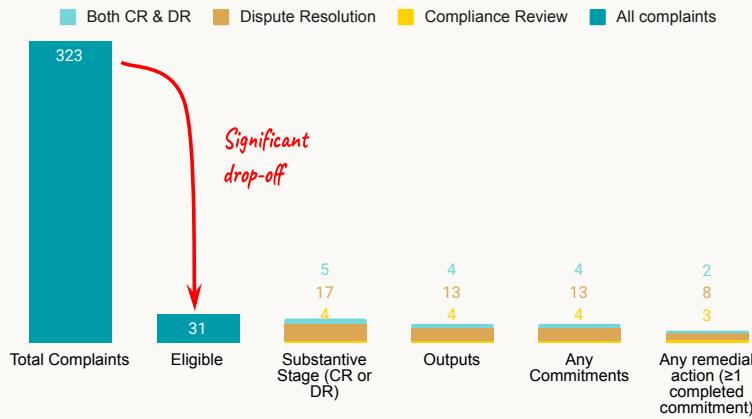 Both CR & DR Dispute Resolution Compliance Review All complaints
323
Significant
drop-off
31
5 4 4 2
17 13 13 8
4 4 4 3
Total Complaints Eligible Substantive Outputs Any Any remedial
Stage (CR or Commitments action (≥1
DR) completed
commitment)